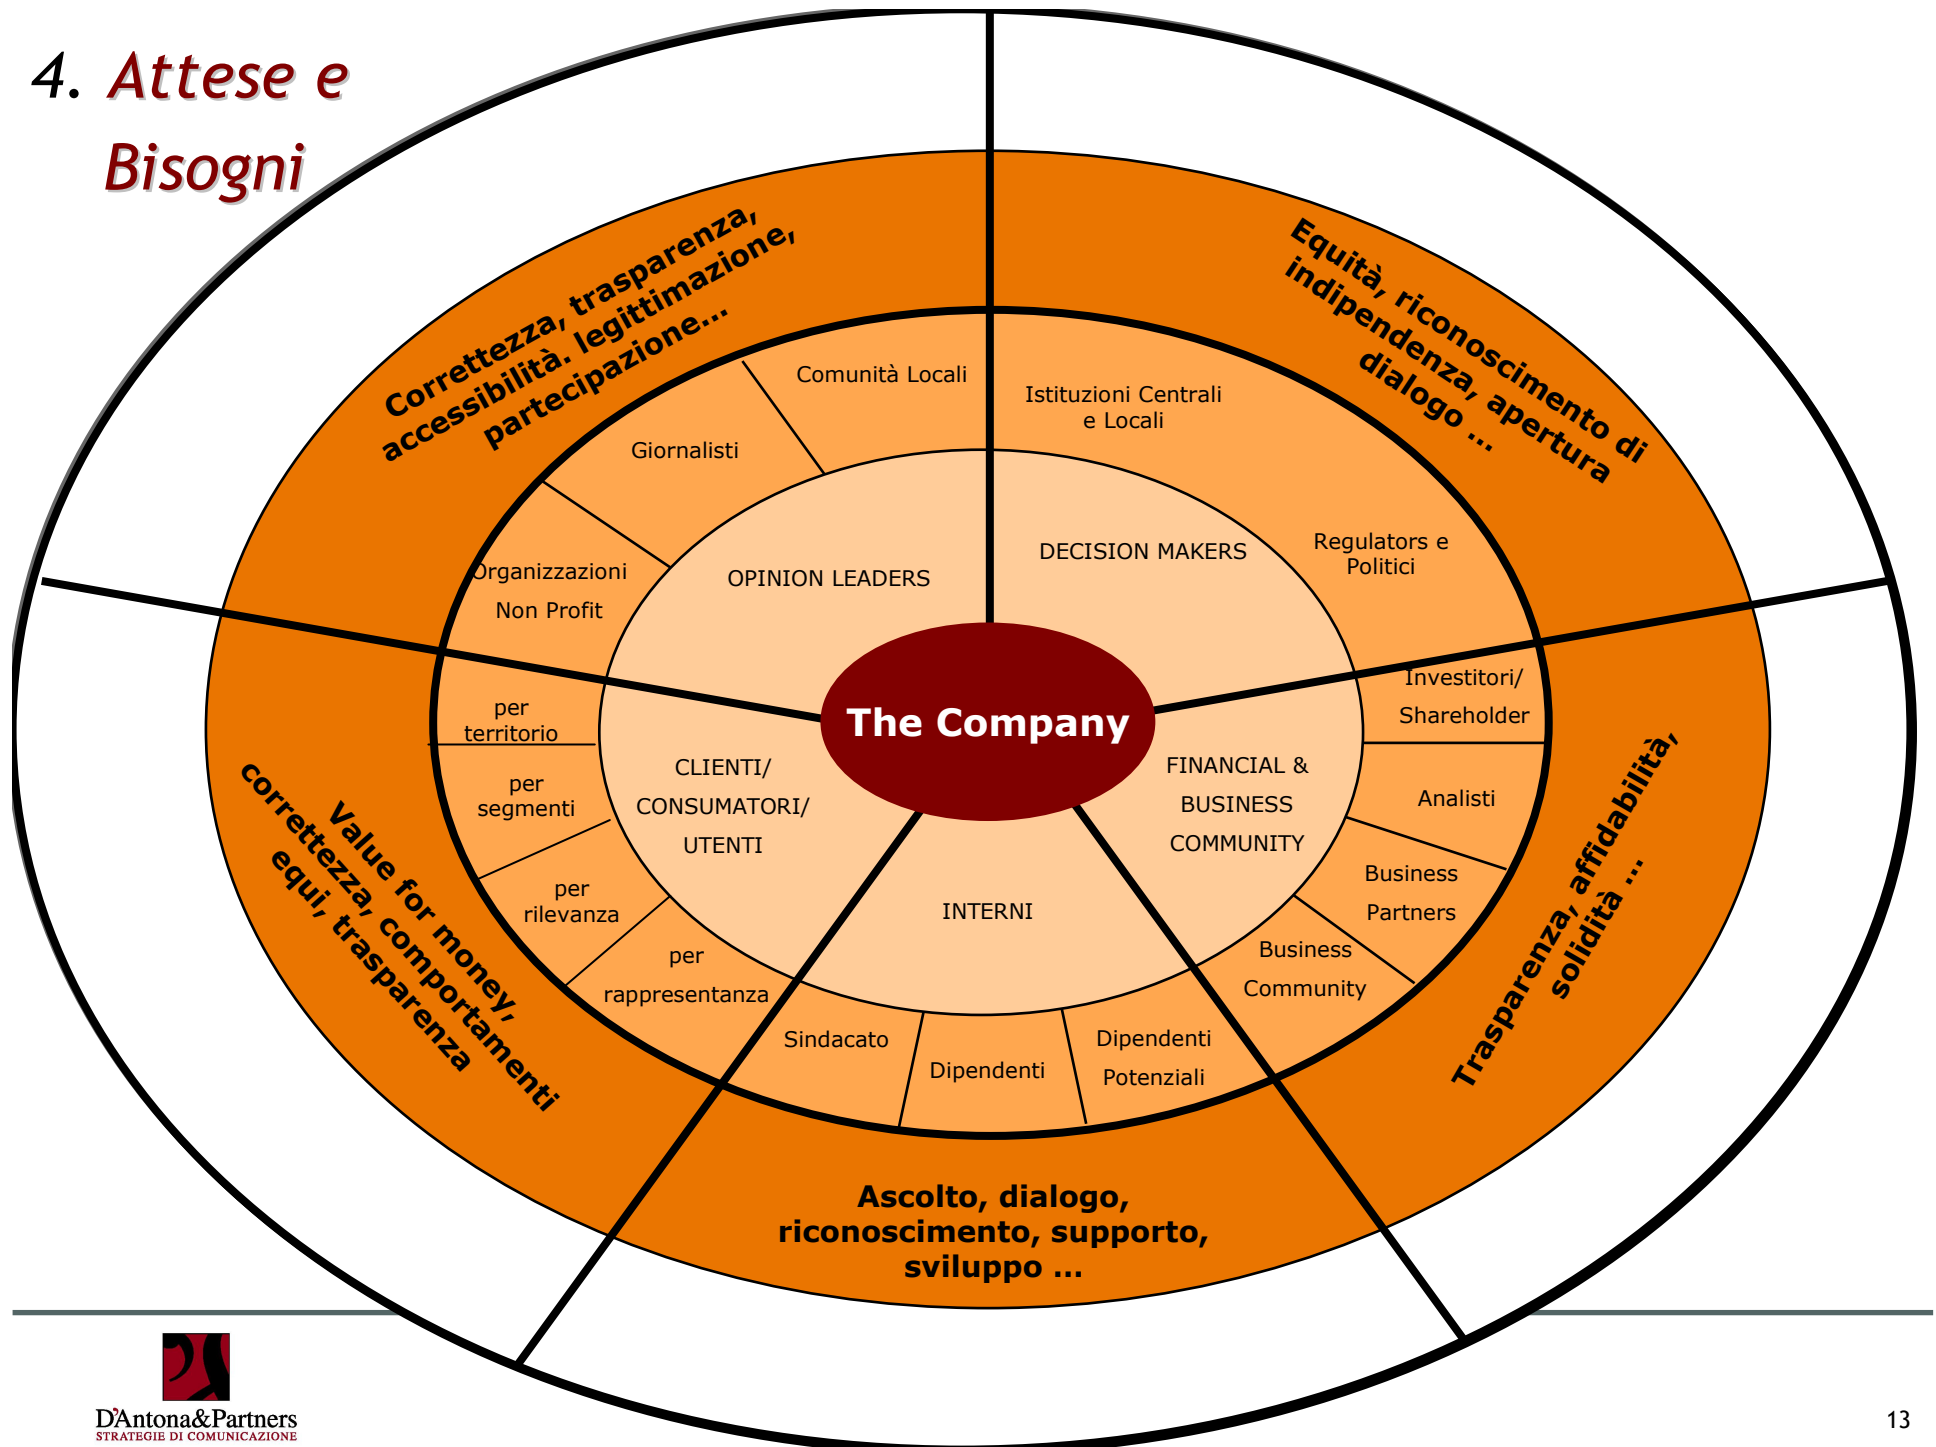 4. Attese e
Bisogni
Correttezza, trasparenza,
accessibilità. legittimazione,
partecipazione...
Equità, riconoscimento di
indipendenza, apertura
dialogo ...
Comunità Locali
Giornalisti
Organizzazioni
Non Profit
Istituzioni Centrali
e Locali
Regulators e
Politici
OPINION LEADERS
DECISION MAKERS
The Company
per
territorio
per
segmenti
per
rilevanza
per
rappresentanza
CLIENTI/
CONSUMATORI/
UTENTI
FINANCIAL &
BUSINESS
COMMUNITY
INTERNI
Investitori/
Shareholder
Analisti
Business
Partners
Business
Community
Sindacato
Dipendenti
Dipendenti
Potenziali
Value for money,
correttezza, comportamenti
equi, trasparenza
Trasparenza, affidabilità,
solidità ...
Ascolto, dialogo,
riconoscimento, supporto,
sviluppo ...
D'Antona&Partners
STRATEGIE DI COMUNICAZIONE
13